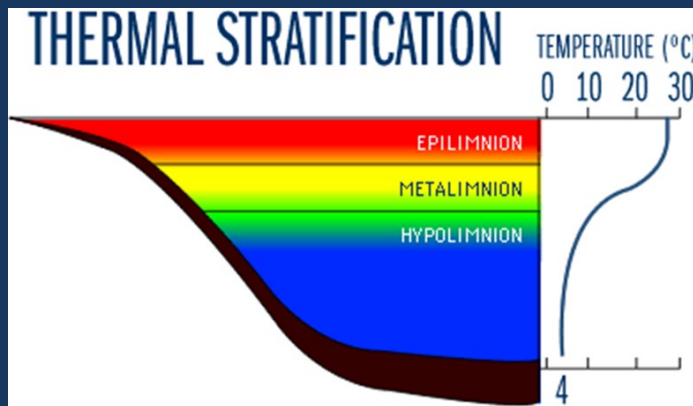 THERMAL STRATIFICATION
TEMPERATURE (°C)
0 10 20 30
EPILIMNION
METALIMNION
HYPOLIMNION
4